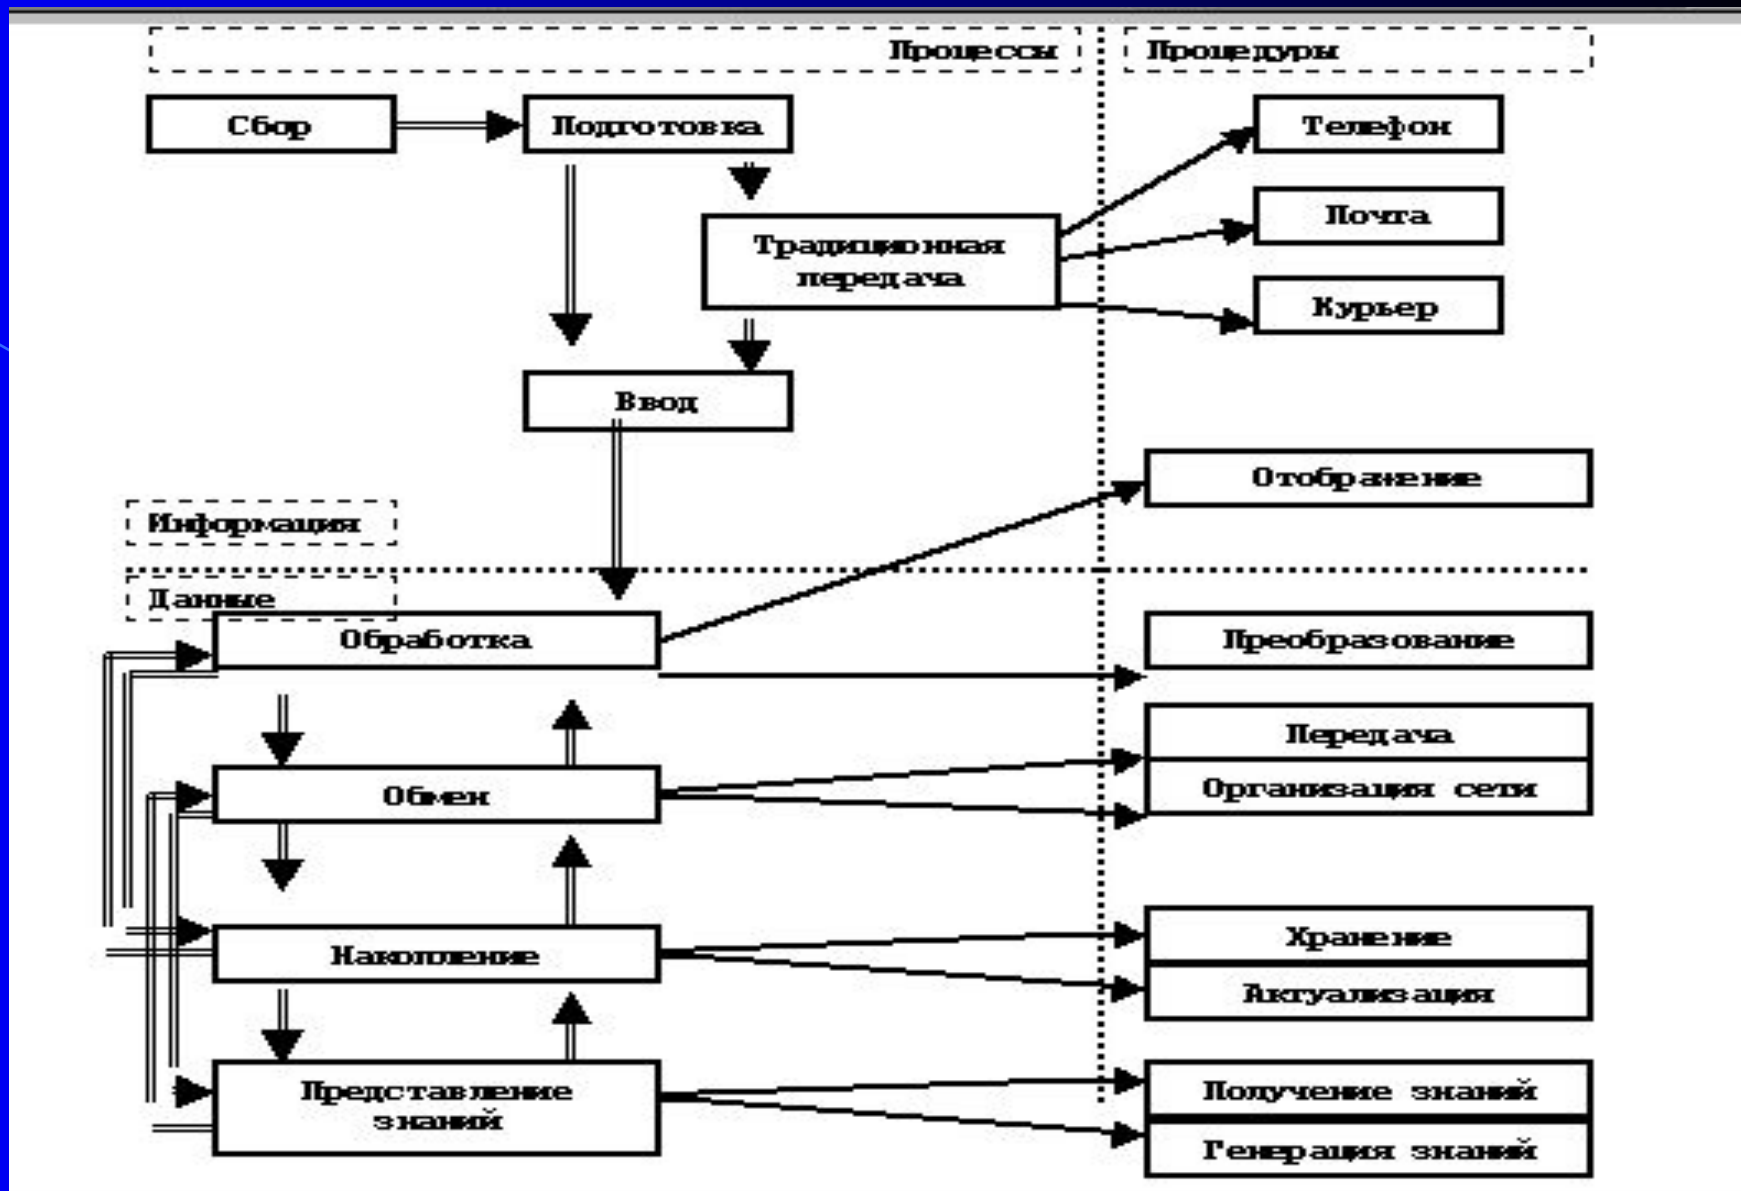 Процессы
Процедуры
Сбор
Подготовка
Телефон
Почта
Традиционная
передача
Курьер
Ввод
Отображение
Информация
Данные
Обработка
Преобразование
Передача
Обмен
Организация сети
Хранение
Накопление
Актуализация
Представление
знаний
Получение знаний
Генерация знаний